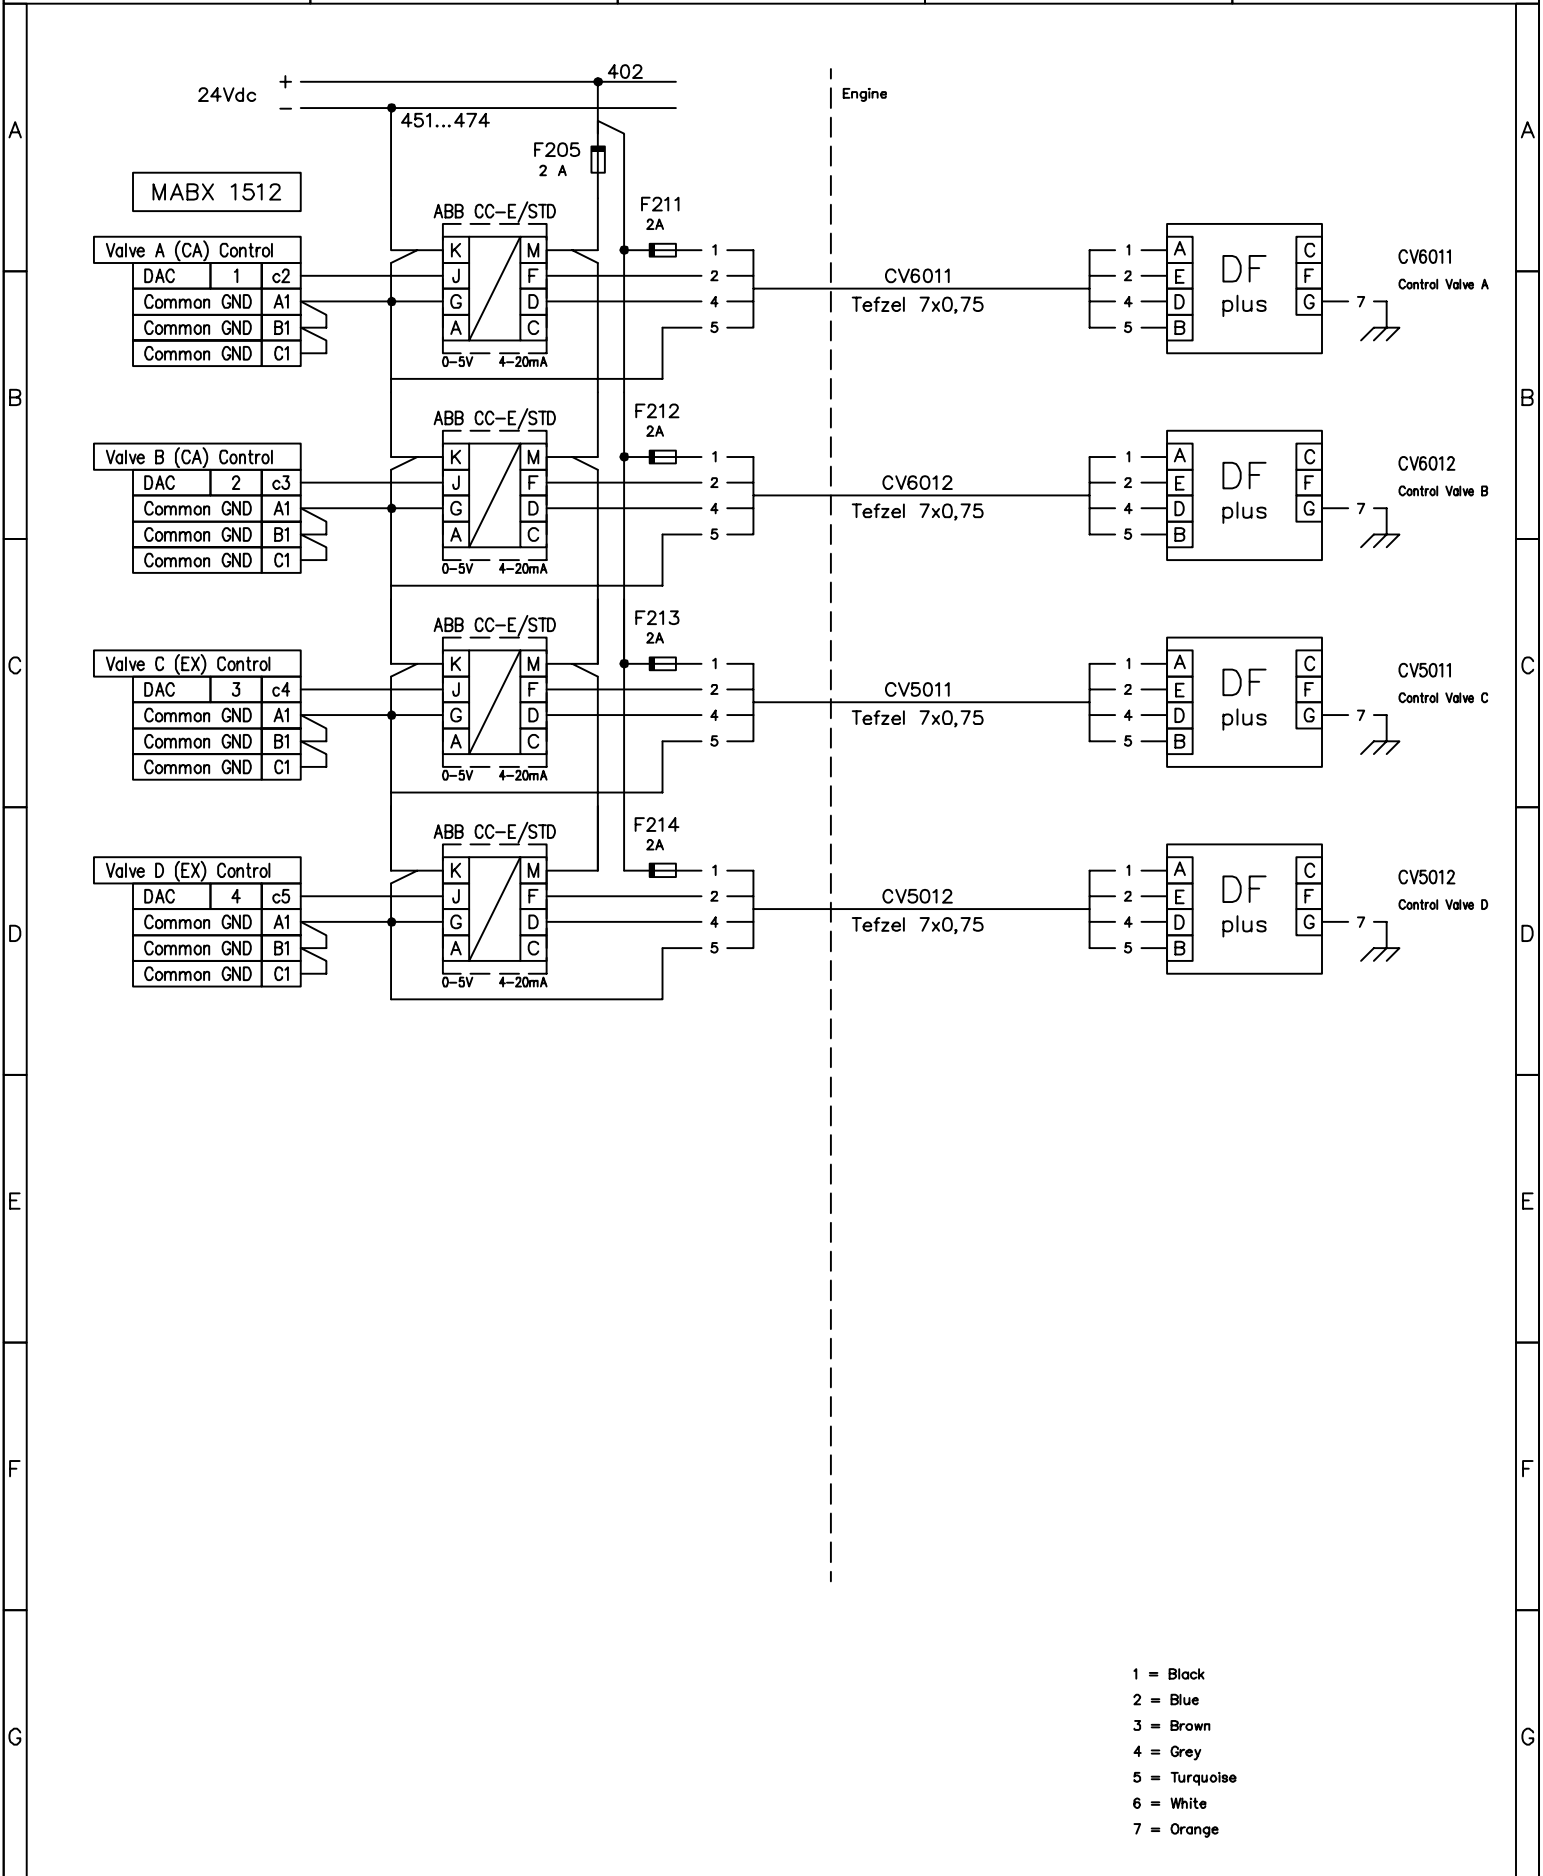 402
24Vdc
+
−
Engine
451...474
A
A
F205
2 A
MABX 1512
ABB CC-E/STD
F211
2A
Valve A (CA) Control
K
M
1
1
A
C
CV6011
DAC 1 c2
J
F
2
CV6011
2
E
DF
F
Control Valve A
Common GND A1
G
D
4
Tefzel 7x0,75
4
D
plus
G
7
Common GND B1
A
C
5
5
B
Common GND C1
0-5V 4-20mA
B
B
ABB CC-E/STD
F212
2A
Valve B (CA) Control
K
M
1
1
A
C
CV6012
DAC 2 c3
J
F
2
CV6012
2
E
DF
F
Control Valve B
Common GND A1
G
D
4
Tefzel 7x0,75
4
D
plus
G
7
Common GND B1
A
C
5
5
B
Common GND C1
0-5V 4-20mA
ABB CC-E/STD
F213
2A
C
C
Valve C (EX) Control
K
M
1
1
A
C
CV5011
DAC 3 c4
J
F
2
CV5011
2
E
DF
F
Control Valve C
Common GND A1
G
D
4
Tefzel 7x0,75
4
D
plus
G
7
Common GND B1
A
C
5
5
B
Common GND C1
0-5V 4-20mA
ABB CC-E/STD
F214
2A
Valve D (EX) Control
K
M
1
1
A
C
CV5012
DAC 4 c5
J
F
2
CV5012
2
E
DF
F
Control Valve D
Common GND A1
G
D
4
Tefzel 7x0,75
4
D
plus
G
7
D
D
Common GND B1
A
C
5
5
B
Common GND C1
0-5V 4-20mA
E
E
F
F
1 = Black
2 = Blue
3 = Brown
G
G
4 = Grey
5 = Turquoise
6 = White
7 = Orange